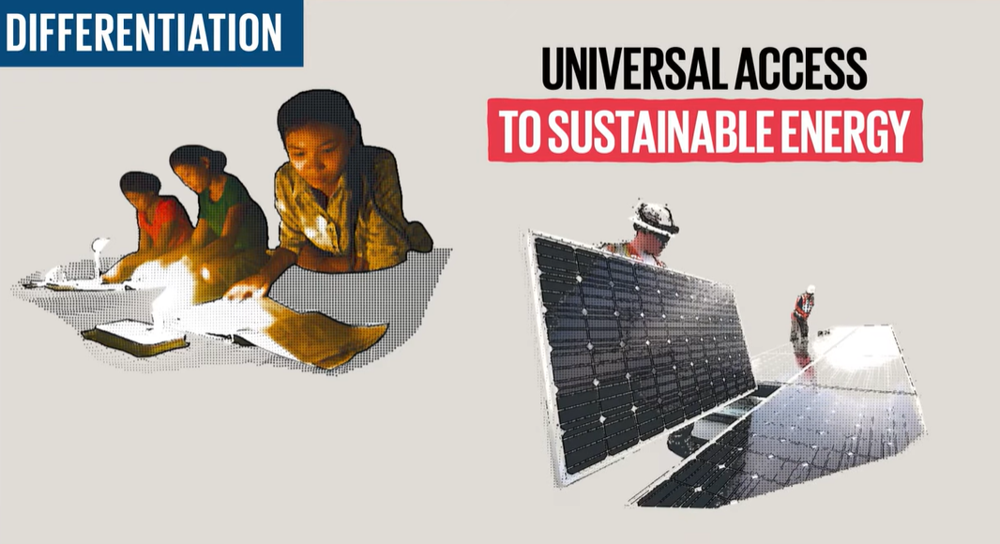 DIFFERENTIATION
UNIVERSAL ACCESS
TO SUSTAINABLE ENERGY